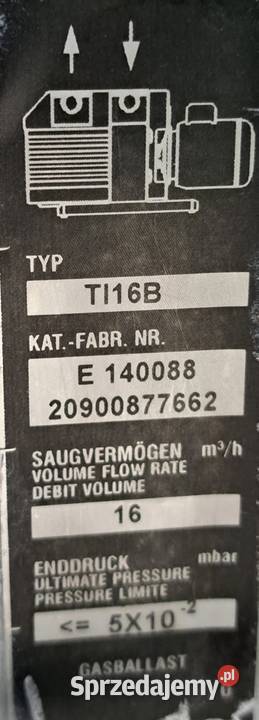 TYP
TI16B
KAT.-FABR. NR.
E 140088
20900877662
SAUGVERMÖGEN m³/h
VOLUME FLOW RATE
DEBIT VOLUME
16
ENDDRUCK mbar
ULTIMATE PRESSURE
PRESSURE LIMITE
<= 5X10⁻²
GASBALLAST
Sprzedajemy.pl